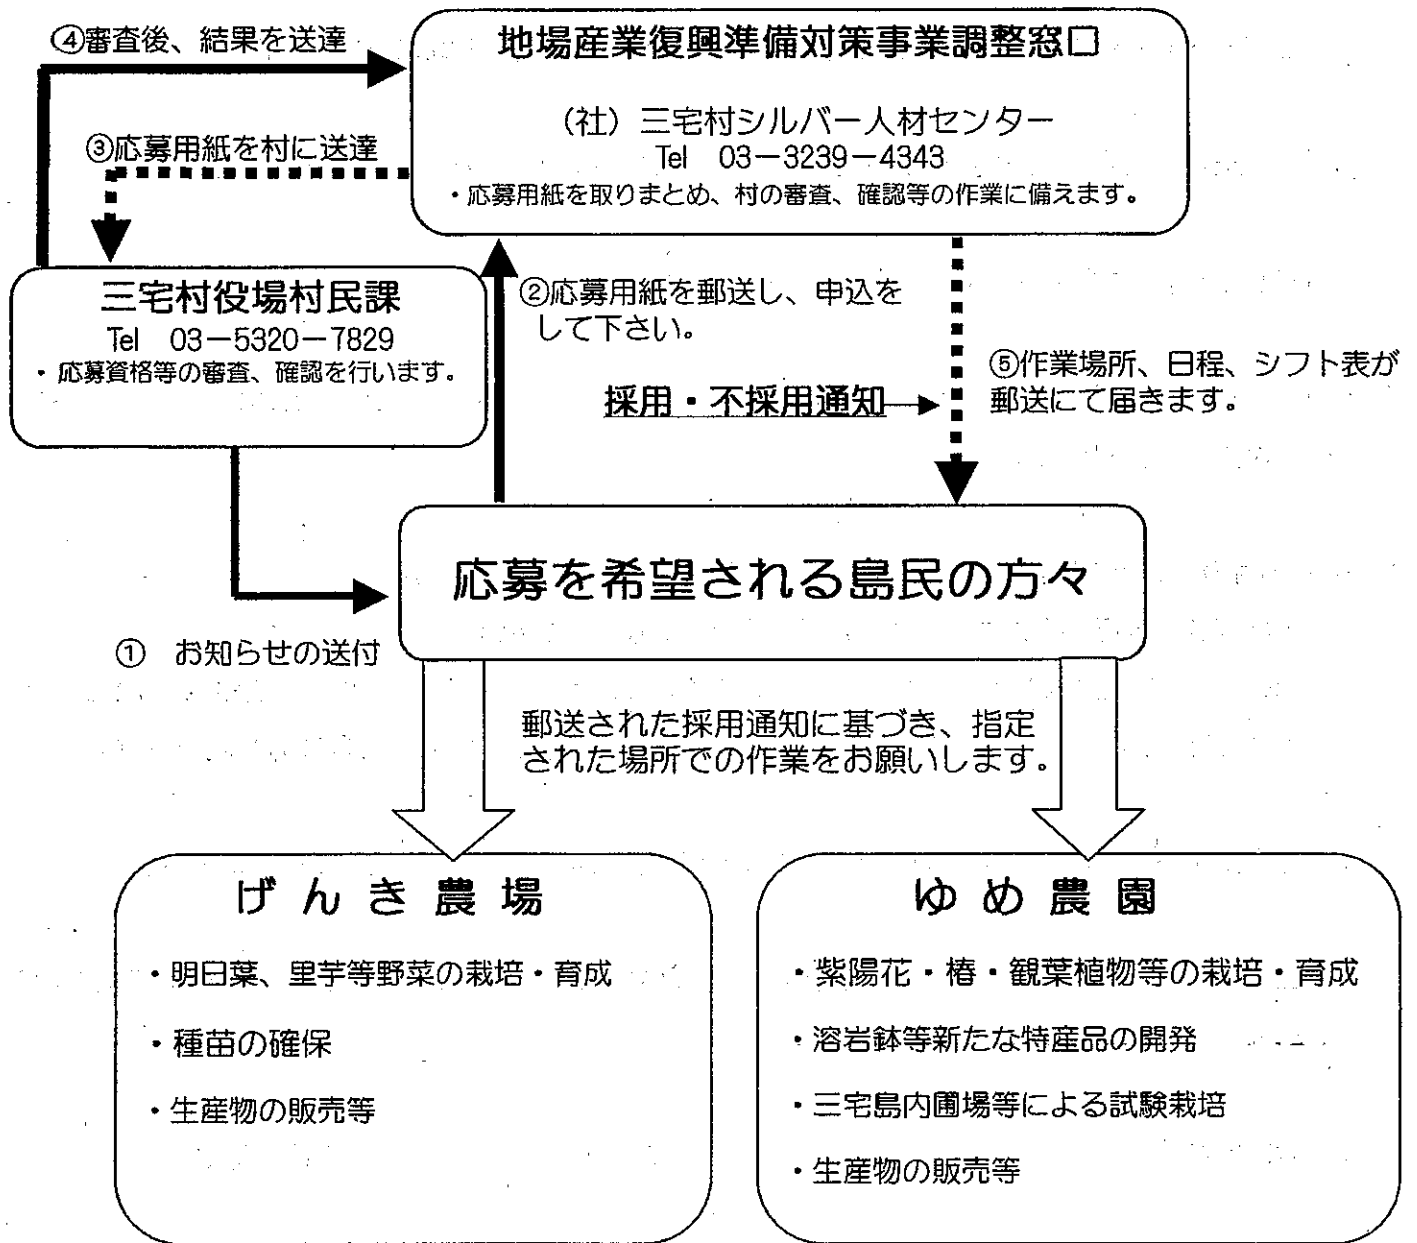 ④審査後、結果を送達
地場産業復興準備対策事業調整窓口
（社）三宅村シルバー人材センター
Tel 03－3239－4343
・応募用紙を取りまとめ、村の審査、確認等の作業に備えます。
③応募用紙を村に送達
三宅村役場村民課
Tel 03－5320－7829
・応募資格等の審査、確認を行います。
②応募用紙を郵送し、申込を
して下さい。
採用・不採用通知
⑤作業場所、日程、シフト表が
郵送にて届きます。
応募を希望される島民の方々
① お知らせの送付
郵送された採用通知に基づき、指定
された場所での作業をお願いします。
げんき農場
・明日葉、里芋等野菜の栽培・育成
・種苗の確保
・生産物の販売等
ゆめ農園
・紫陽花・椿・観葉植物等の栽培・育成
・溶岩鉢等新たな特産品の開発
・三宅島内圃場等による試験栽培
・生産物の販売等